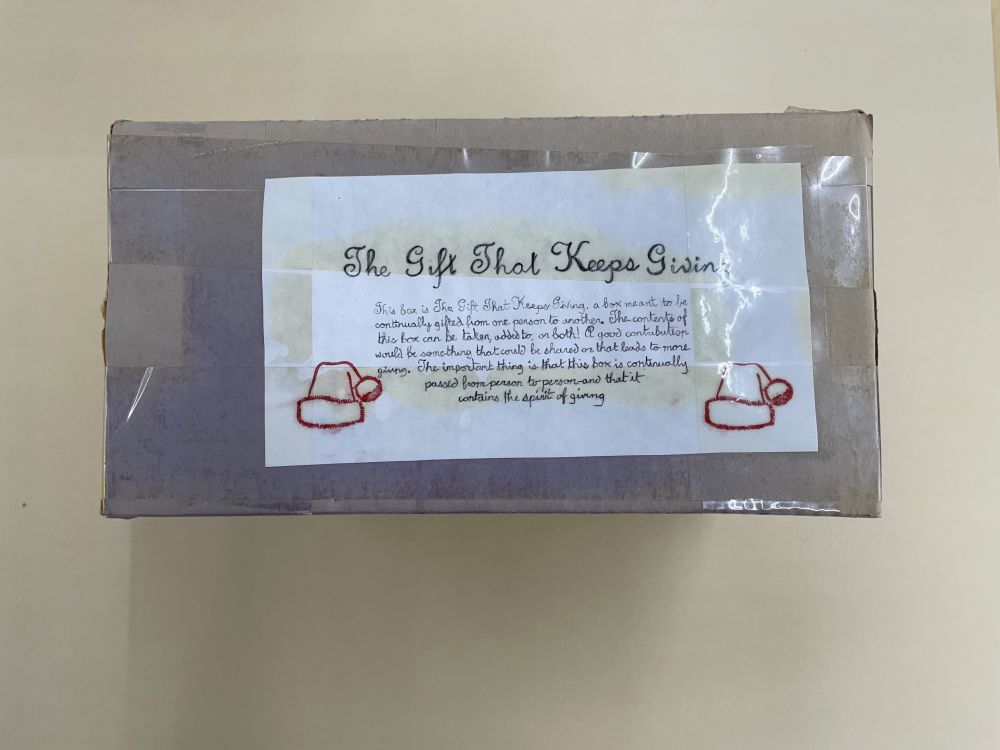 The Gift That Keeps Giving
This box is The Gift That Keeps Giving, a box meant to be
continually gifted from one person to another. The contents of
this box can be taken, added to, or both! A good contribution
would be something that could be shared or that leads to more
giving. The important thing is that this box is continually
passed from person to person and that it
contains the spirit of giving